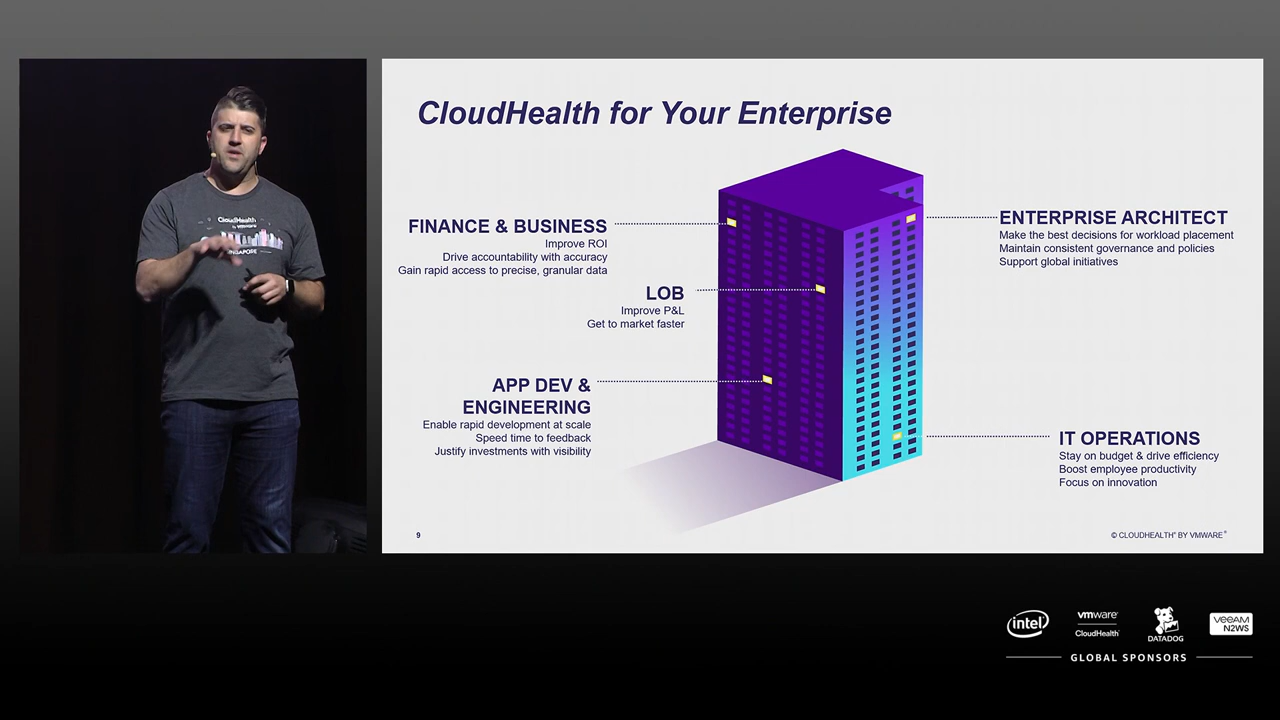 CloudHealth
by vmware
SINGAPORE
CloudHealth for Your Enterprise
FINANCE & BUSINESS
Improve ROI
Drive accountability with accuracy
Gain rapid access to precise, granular data
LOB
Improve P&L
Get to market faster
APP DEV &
ENGINEERING
Enable rapid development at scale
Speed time to feedback
Justify investments with visibility
ENTERPRISE ARCHITECT
Make the best decisions for workload placement
Maintain consistent governance and policies
Support global initiatives
IT OPERATIONS
Stay on budget & drive efficiency
Boost employee productivity
Focus on innovation
9
© CLOUDHEALTH® BY VMWARE®
intel
vmware
CloudHealth
DATADOG
VEEAM
N2WS
GLOBAL SPONSORS